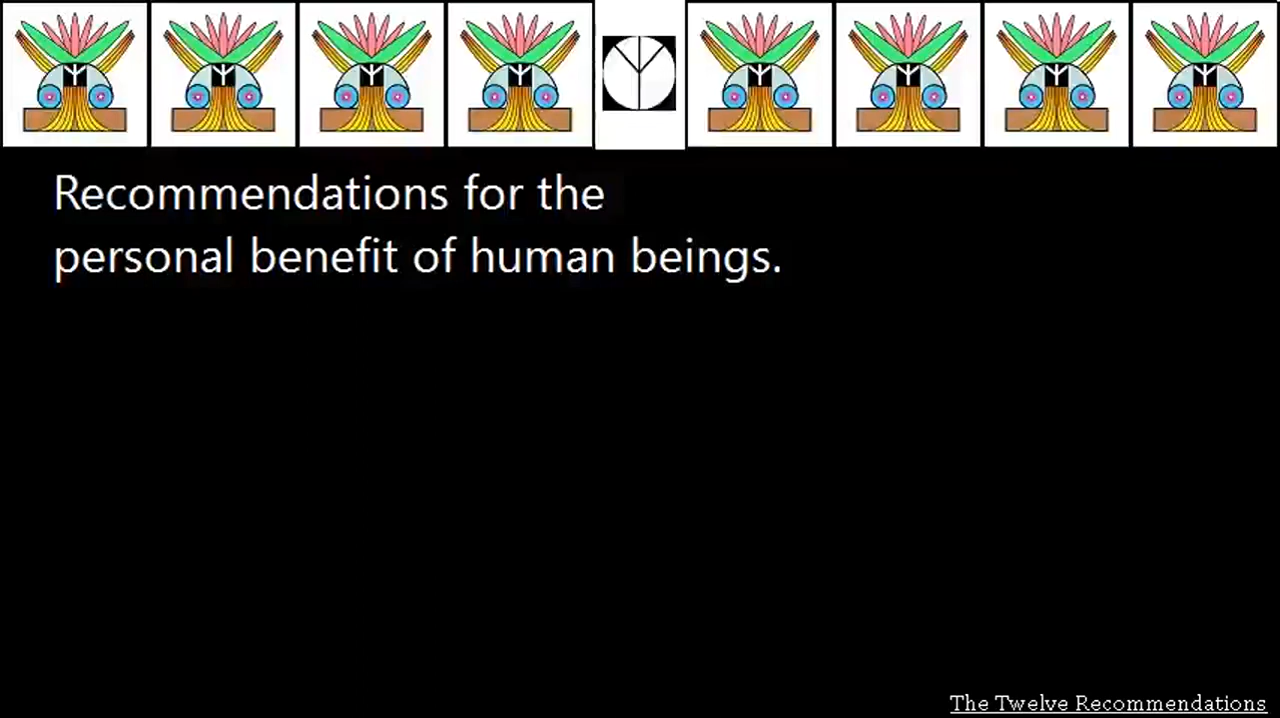 Recommendations for the
personal benefit of human beings.
The Twelve Recommendations